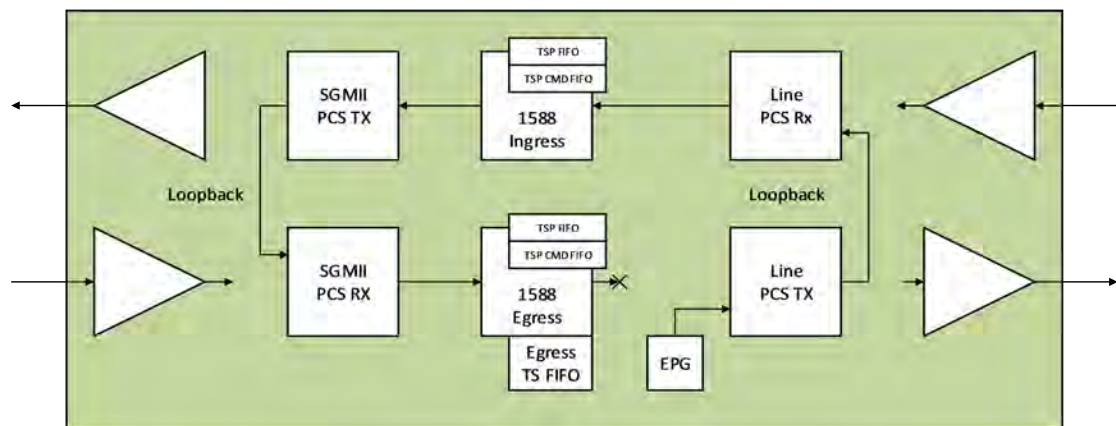 TSP FIFO
TSP CMD FIFO
SGMII
PCS TX
1588
Ingress
Line
PCS Rx
Loopback
Loopback
TSP FIFO
TSP CMD FIFO
SGMII
PCS RX
1588
Egress
Line
PCS TX
Egress
TS FIFO
EPG